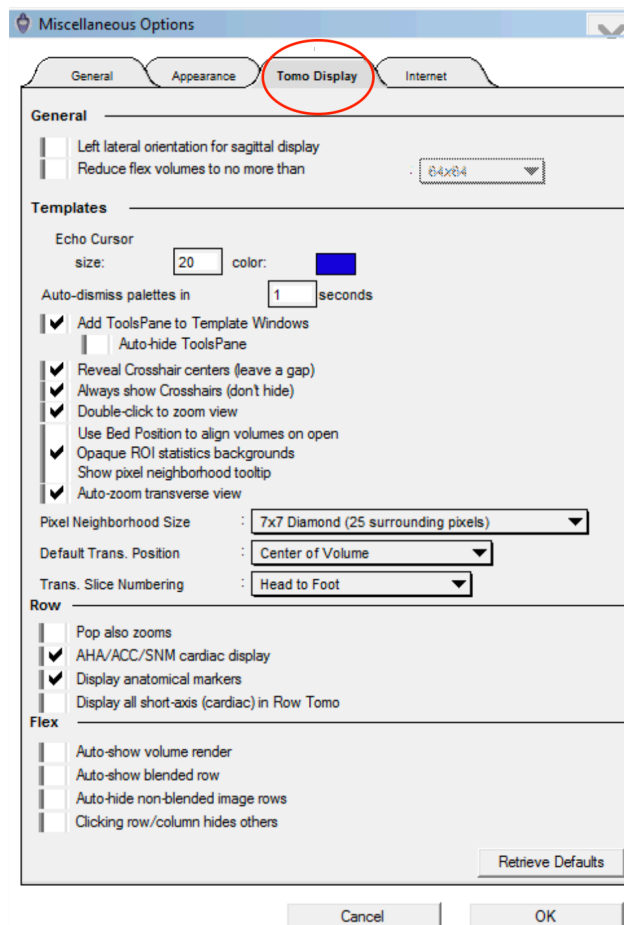 Miscellaneous Options
General Appearance Tomo Display Internet
General
Left lateral orientation for sagittal display
Reduce flex volumes to no more than : 64x64
Templates
Echo Cursor
size: 20 color:
Auto-dismiss palettes in 1 seconds
Add ToolsPane to Template Windows
Auto-hide ToolsPane
Reveal Crosshair centers (leave a gap)
Always show Crosshairs (don't hide)
Double-click to zoom view
Use Bed Position to align volumes on open
Opaque ROI statistics backgrounds
Show pixel neighborhood tooltip
Auto-zoom transverse view
Pixel Neighborhood Size : 7x7 Diamond (25 surrounding pixels)
Default Trans. Position : Center of Volume
Trans. Slice Numbering : Head to Foot
Row
Pop also zooms
AHA/ACC/SNM cardiac display
Display anatomical markers
Display all short-axis (cardiac) in Row Tomo
Flex
Auto-show volume render
Auto-show blended row
Auto-hide non-blended image rows
Clicking row/column hides others
Retrieve Defaults
Cancel OK